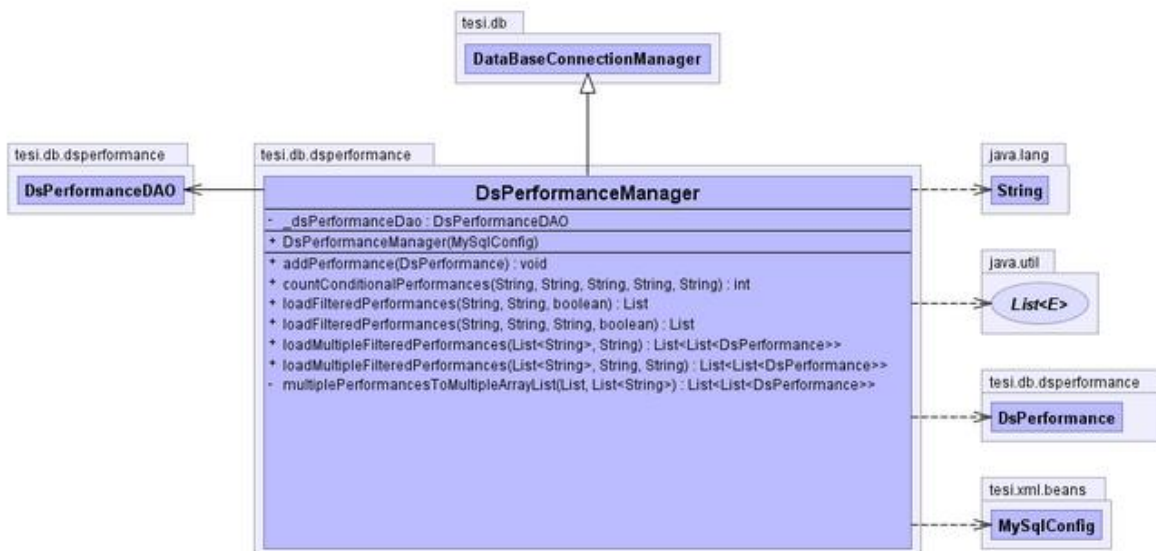 tesi.db
DataBaseConnectionManager
tesi.db.dsperformance
DsPerformanceDAO
tesi.db.dsperformance
DsPerformanceManager
- _dsPerformanceDao : DsPerformanceDAO
+ DsPerformanceManager(MySqlConfig)
+ addPerformance(DsPerformance) : void
+ countConditionalPerformances(String, String, String, String, String) : int
+ loadFilteredPerformances(String, String, boolean) : List
+ loadFilteredPerformances(String, String, String, boolean) : List
+ loadMultipleFilteredPerformances(List<String>, String) : List<List<DsPerformance>>
+ loadMultipleFilteredPerformances(List<String>, String, String) : List<List<DsPerformance>>
- multiplePerformancesToMultipleArrayList(List, List<String>) : List<List<DsPerformance>>
java.lang
String
java.util
List<E>
tesi.db.dsperformance
DsPerformance
tesi.xml.beans
MySqlConfig